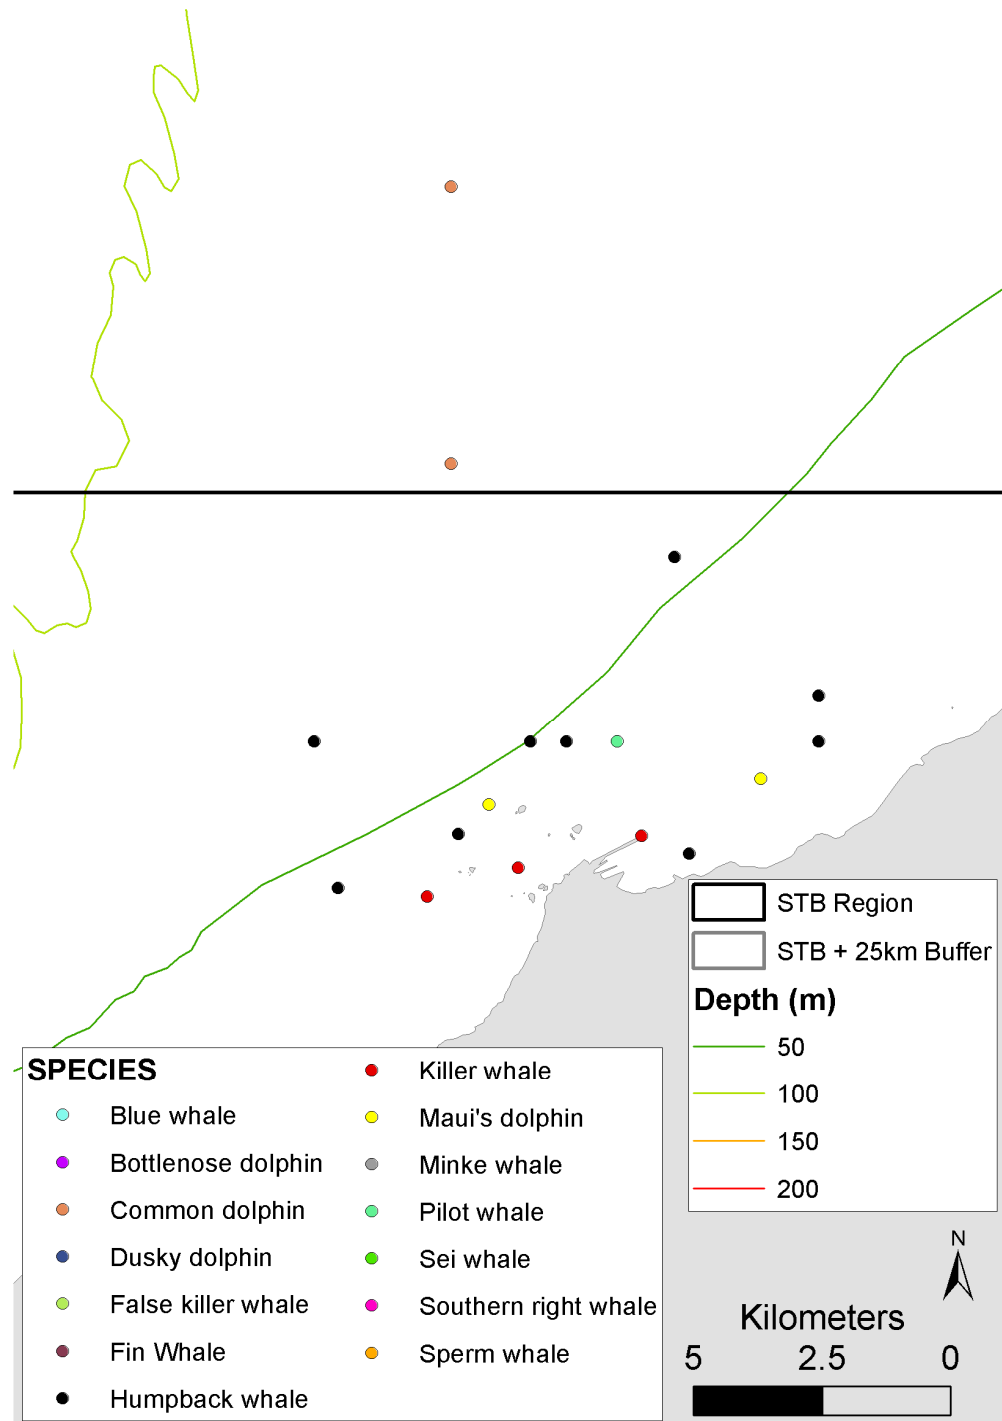 STB Region
STB + 25km Buffer
Depth (m)
50
100
150
200
SPECIES
Blue whale
Bottlenose dolphin
Common dolphin
Dusky dolphin
False killer whale
Fin Whale
Humpback whale
Killer whale
Maui's dolphin
Minke whale
Pilot whale
Sei whale
Southern right whale
Sperm whale
N
Kilometers
5 2.5 0